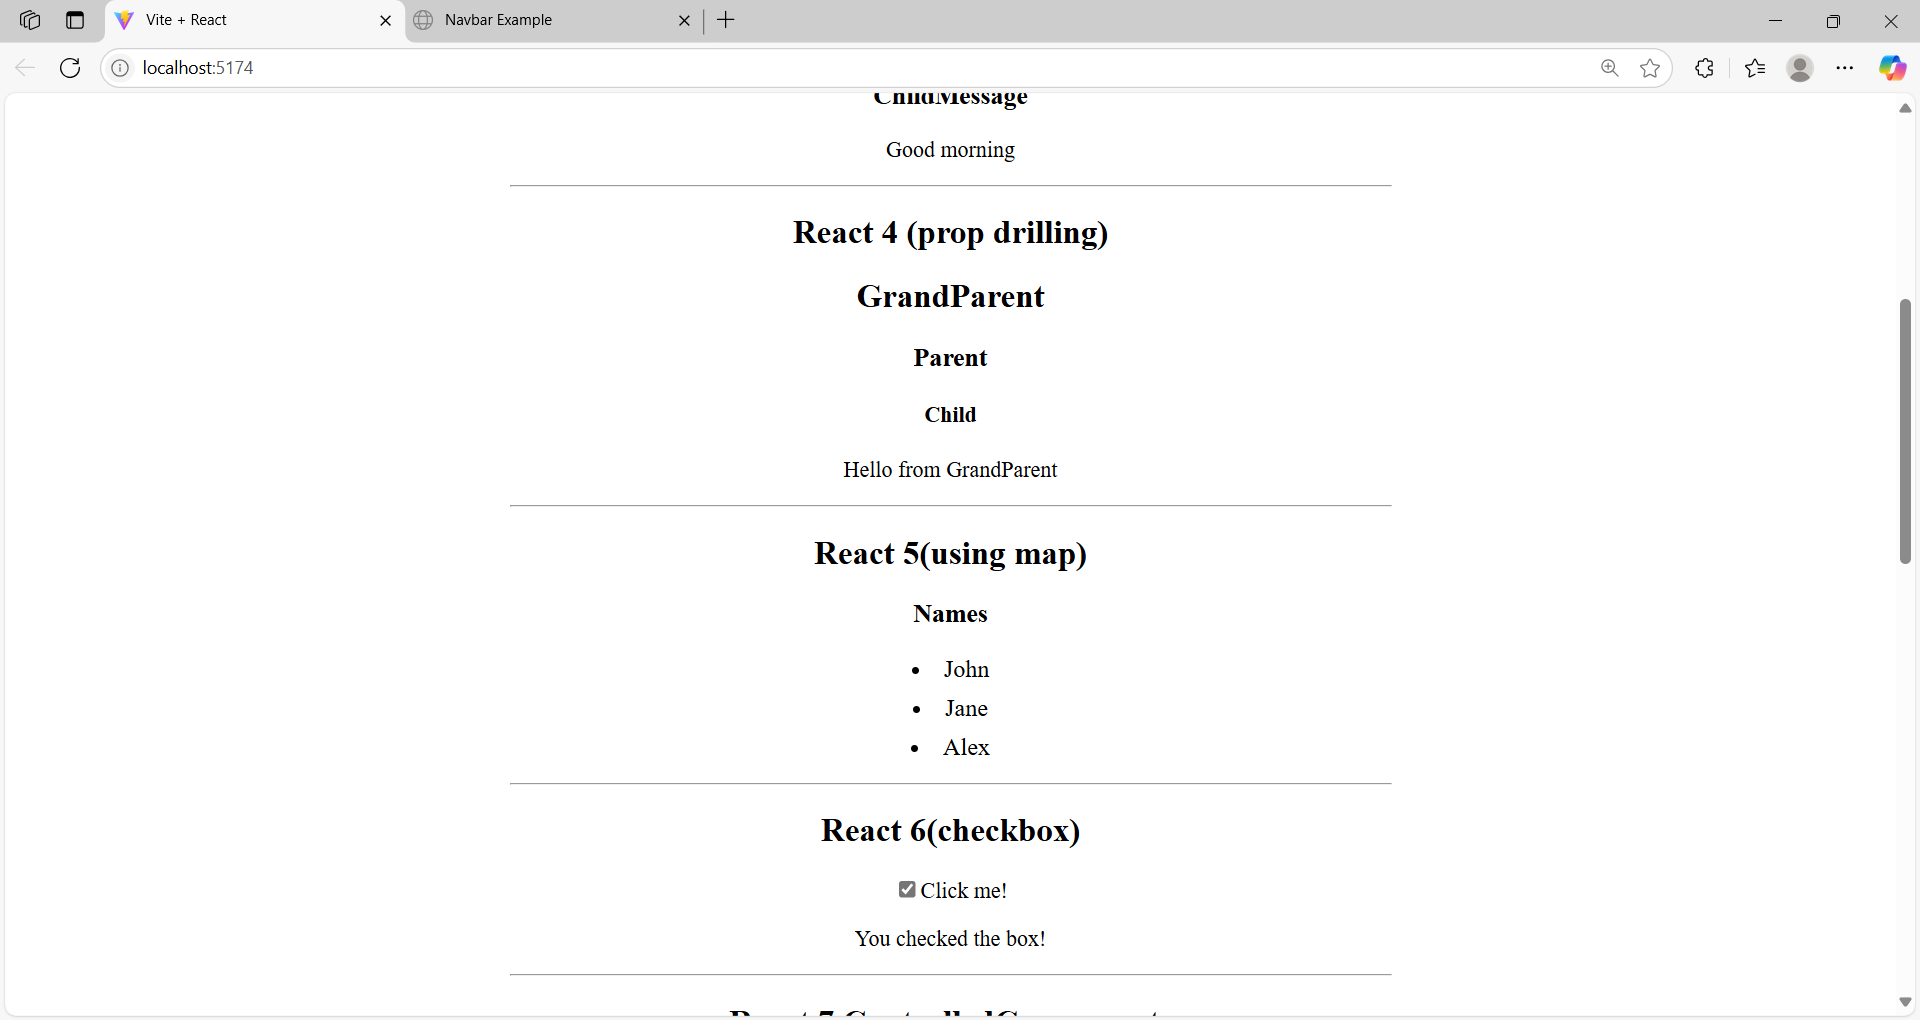 Vite + React
Navbar Example
localhost:5174
ChildMessage
Good morning
React 4 (prop drilling)
GrandParent
Parent
Child
Hello from GrandParent
React 5(using map)
Names
• John
• Jane
• Alex
React 6(checkbox)
Click me!
You checked the box!